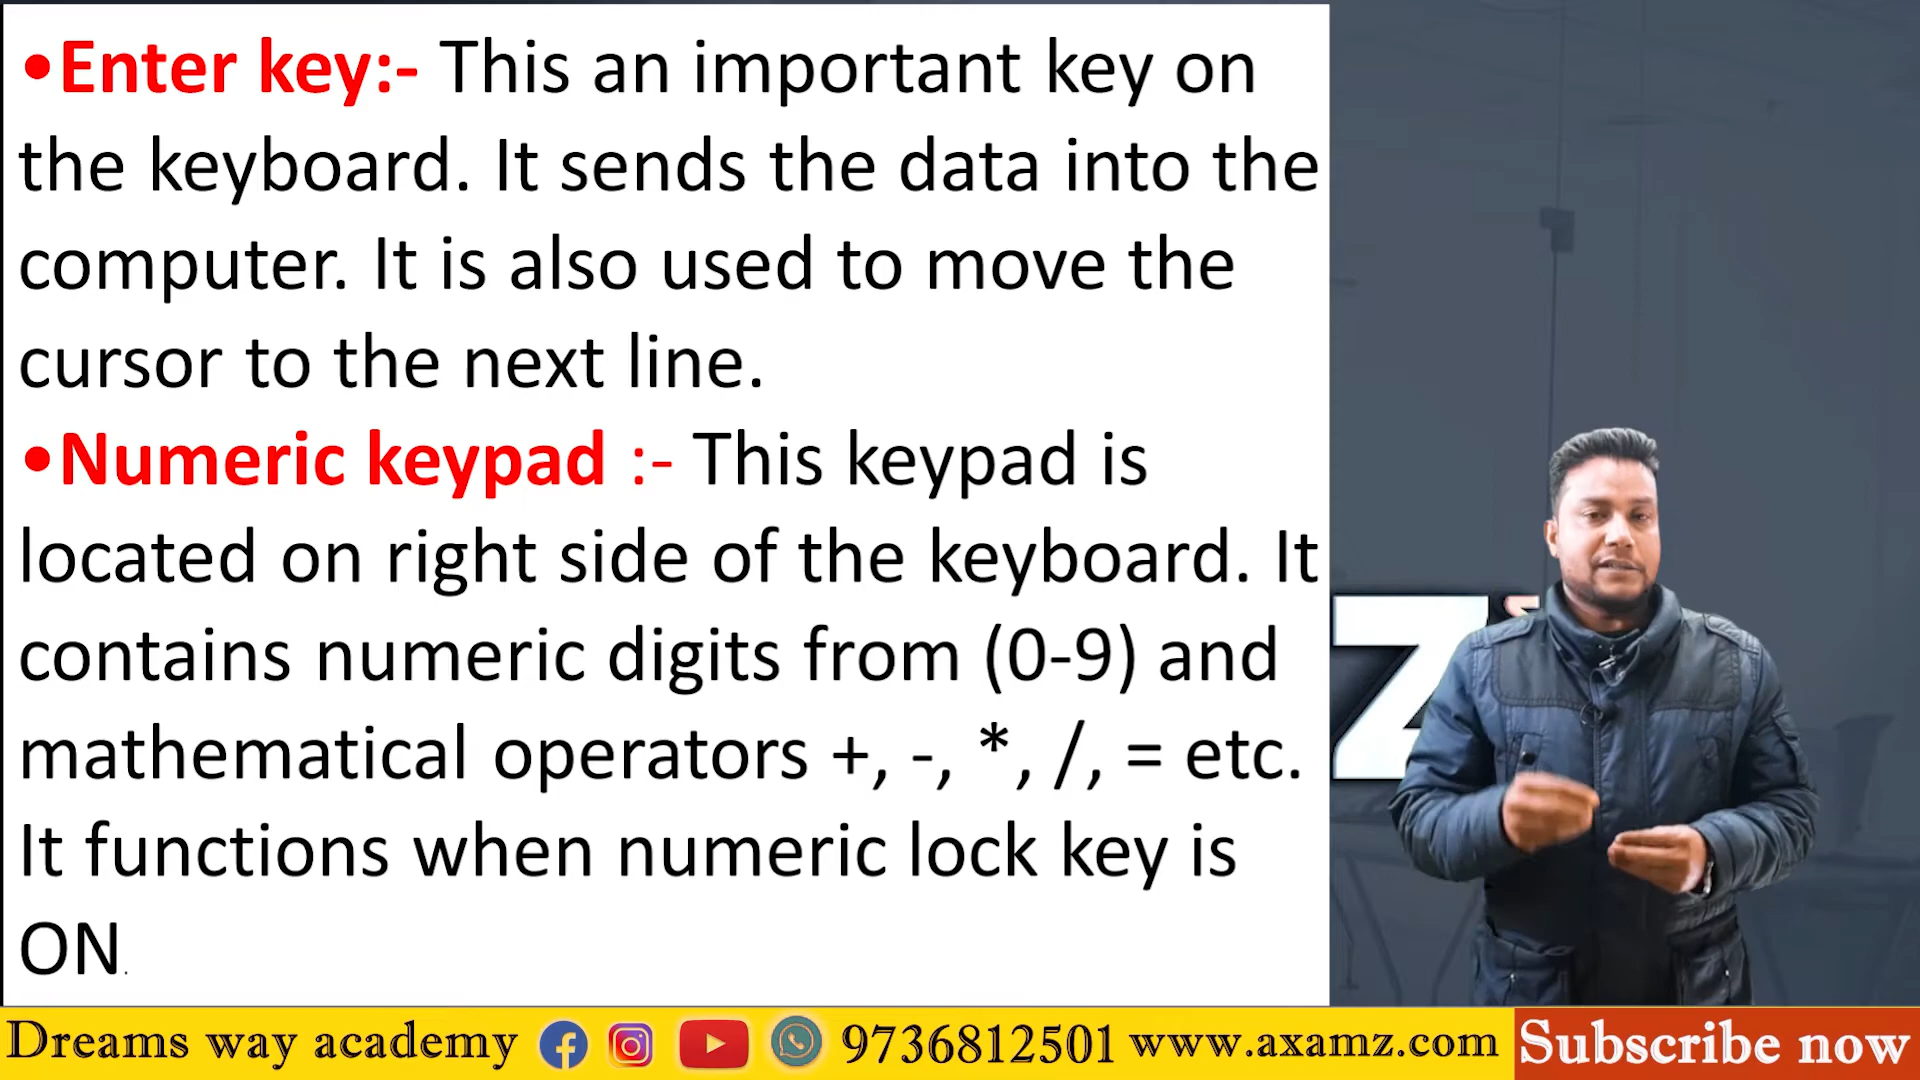 •Enter key:- This an important key on
the keyboard. It sends the data into the
computer. It is also used to move the
cursor to the next line.
•Numeric keypad :- This keypad is
located on right side of the keyboard. It
contains numeric digits from (0-9) and
mathematical operators +, -, *, /, = etc.
It functions when numeric lock key is
ON.
Z
Dreams way academy 9736812501 www.axamz.com Subscribe now